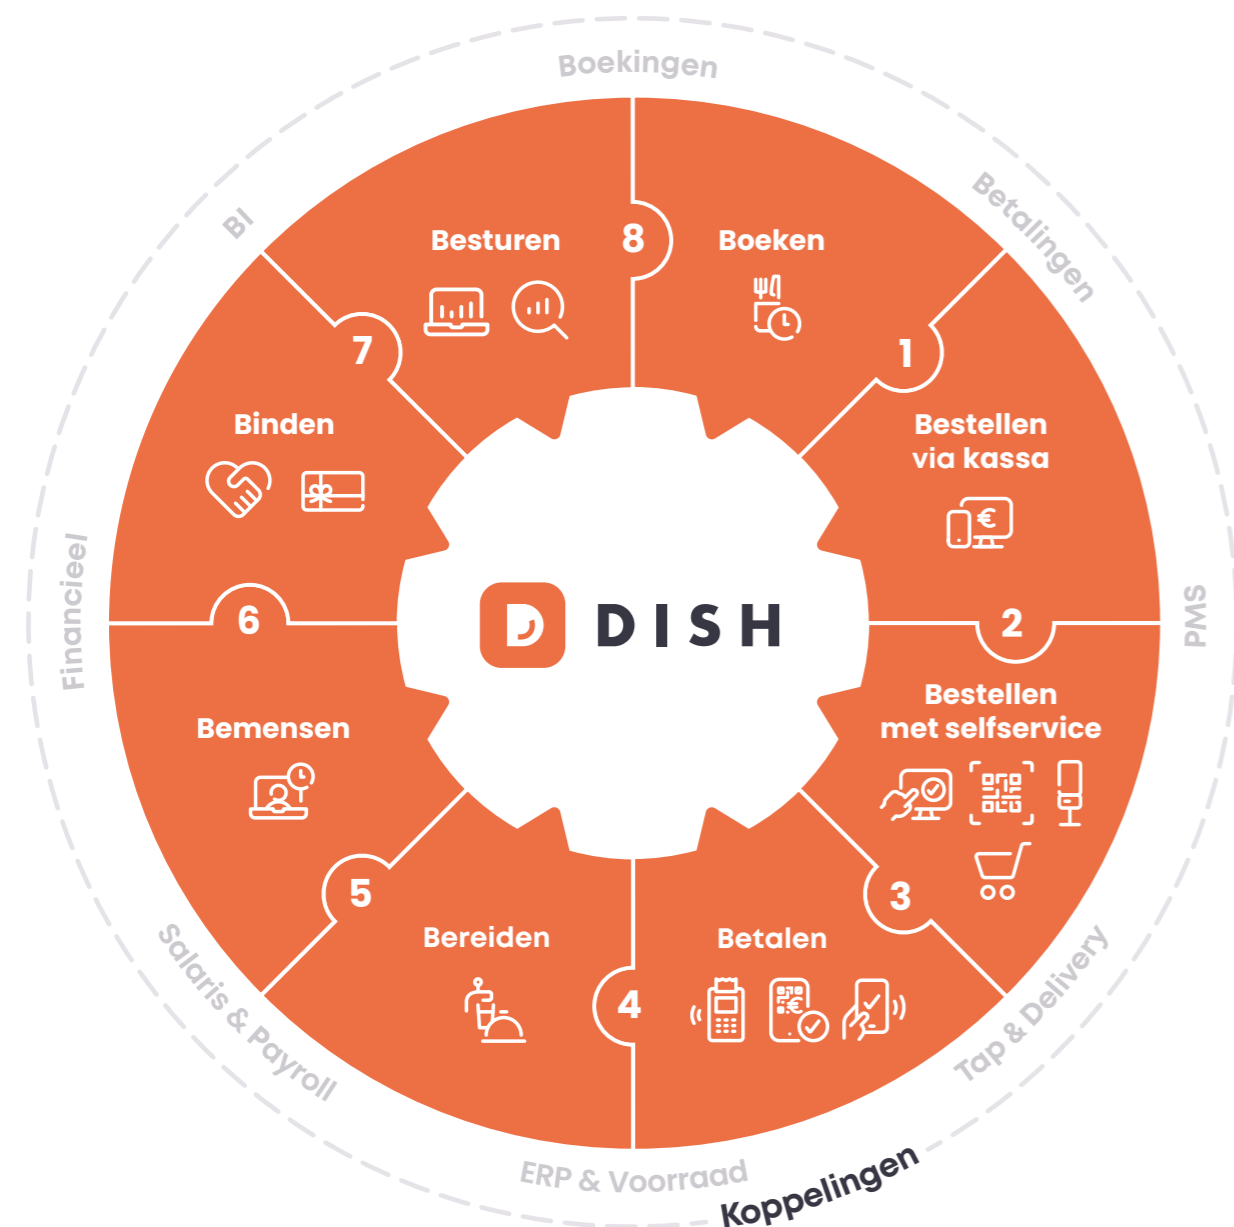 Boekingen
Betalingen
PMS
Tap & Delivery
Koppelingen
ERP & Voorraad
Salaris & Payroll
Financieel
BI
Boeken
1
Bestellen
via kassa
€
2
Bestellen
met selfservice
3
Betalen
€
4
Bereiden
5
Bemensen
6
Binden
7
Besturen
8
D DISH